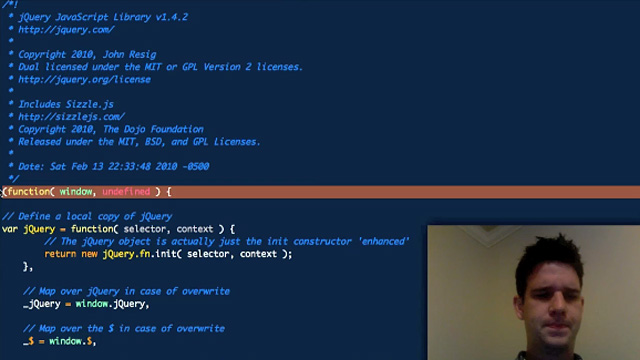 /*!
* jQuery JavaScript Library v1.4.2
* http://jquery.com/
*
* Copyright 2010, John Resig
* Dual licensed under the MIT or GPL Version 2 licenses.
* http://jquery.org/license
*
* Includes Sizzle.js
* http://sizzlejs.com/
* Copyright 2010, The Dojo Foundation
* Released under the MIT, BSD, and GPL Licenses.
*
* Date: Sat Feb 13 22:33:48 2010 -0500
*/
(function( window, undefined ) {
// Define a local copy of jQuery
var jQuery = function( selector, context ) {
// The jQuery object is actually just the init constructor 'enhanced'
return new jQuery.fn.init( selector, context );
},
// Map over jQuery in case of overwrite
_jQuery = window.jQuery,
// Map over the $ in case of overwrite
_$ = window.$,